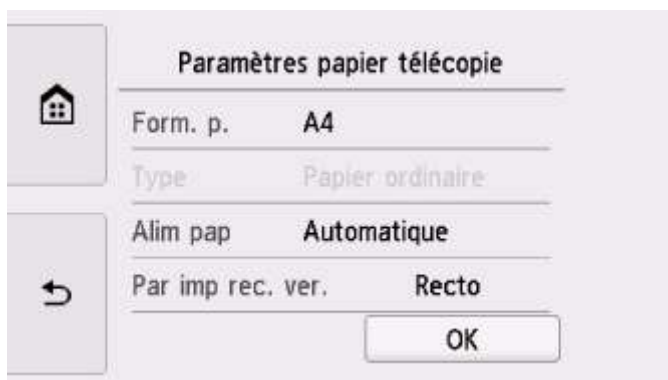 Paramètres papier télécopie
Form. p. A4
Type Papier ordinaire
Alim pap Automatique
Par imp rec. ver. Recto
OK